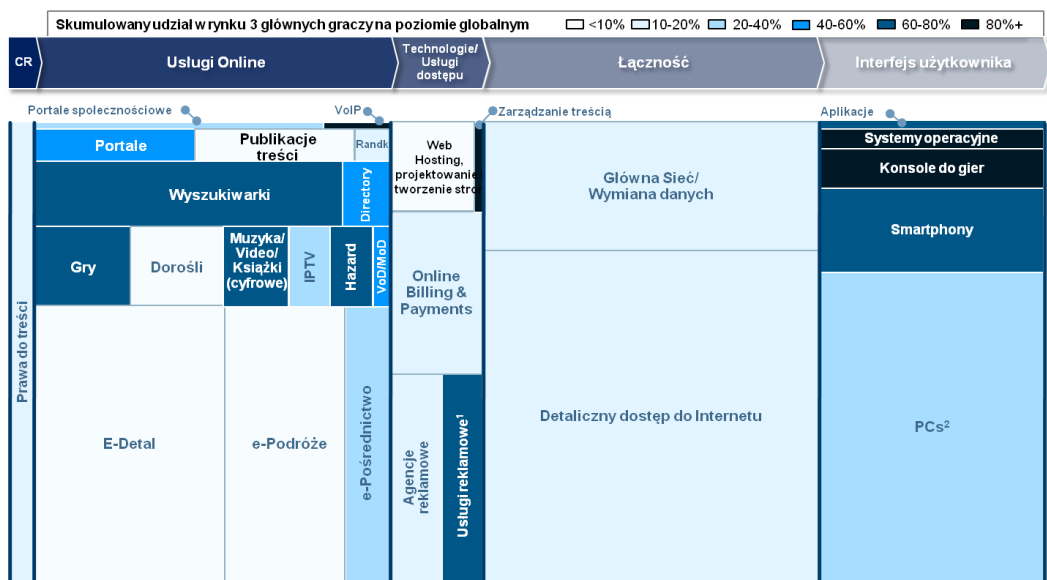 Skumulowany udział w rynku 3 głównych graczy na poziomie globalnym
<10%
10-20%
20-40%
40-60%
60-80%
80%+
CR
Usługi Online
Technologie/
Usługi
dostępu
Łączność
Interfejs użytkownika
Portale społecznościowe
VoIP
Zarządzanie treścią
Aplikacje
Prawa do treści
Portale
Publikacje
treści
Randk
Wyszukiwarki
Directory
Gry
Dorośli
Muzyka/
Video/
Książki
(cyfrowe)
IPTV
Hazard
VoD/MoD
E-Detal
e-Podróże
e-Pośrednictwo
Web
Hosting,
projektowanie
tworzenie stron
Online
Billing &
Payments
Agencje
reklamowe
Usługi reklamowe1
Główna Sieć/
Wymiana danych
Detaliczny dostęp do Internetu
Systemy operacyjne
Konsole do gier
Smartphony
PCs2